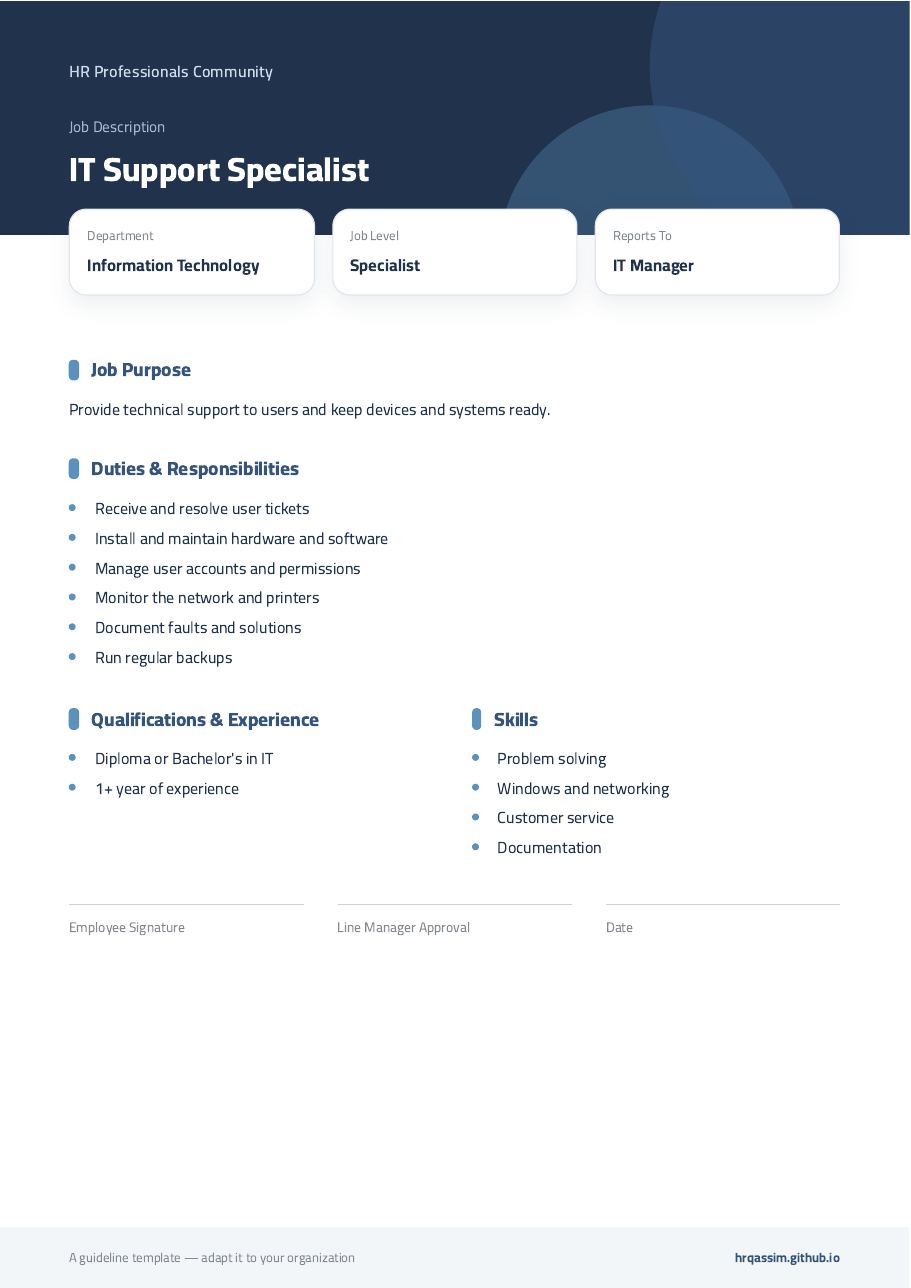 HR Professionals Community
Job Description
IT Support Specialist
Department
Information Technology
Job Level
Specialist
Reports To
IT Manager
Job Purpose
Provide technical support to users and keep devices and systems ready.
Duties & Responsibilities
Receive and resolve user tickets
Install and maintain hardware and software
Manage user accounts and permissions
Monitor the network and printers
Document faults and solutions
Run regular backups
Qualifications & Experience
Diploma or Bachelor's in IT
1+ year of experience
Skills
Problem solving
Windows and networking
Customer service
Documentation
Employee Signature
Line Manager Approval
Date
A guideline template — adapt it to your organization
hrqassim.github.io